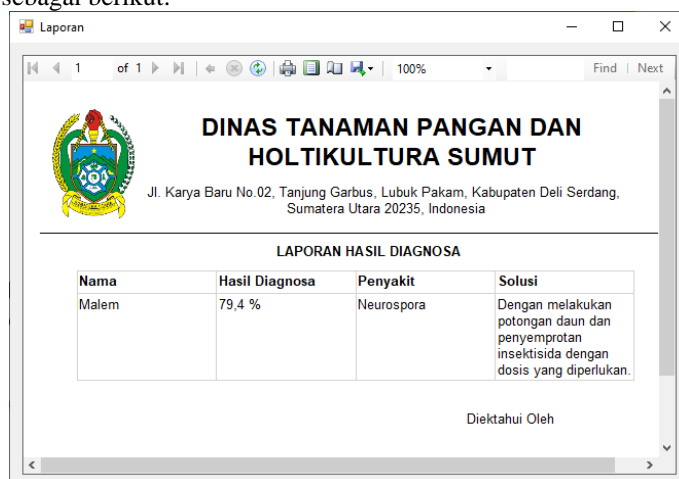 sebagai berikut.
Laporan
1 of 1 100% Find | Next
DINAS TANAMAN PANGAN DAN
HOLTIKULTURA SUMUT
Jl. Karya Baru No.02, Tanjung Garbus, Lubuk Pakam, Kabupaten Deli Serdang,
Sumatera Utara 20235, Indonesia
LAPORAN HASIL DIAGNOSA
Nama Hasil Diagnosa Penyakit Solusi
Malem 79,4 % Neurospora Dengan melakukan
potongan daun dan
penyemprotan
insektisida dengan
dosis yang diperlukan.
Diektahui Oleh